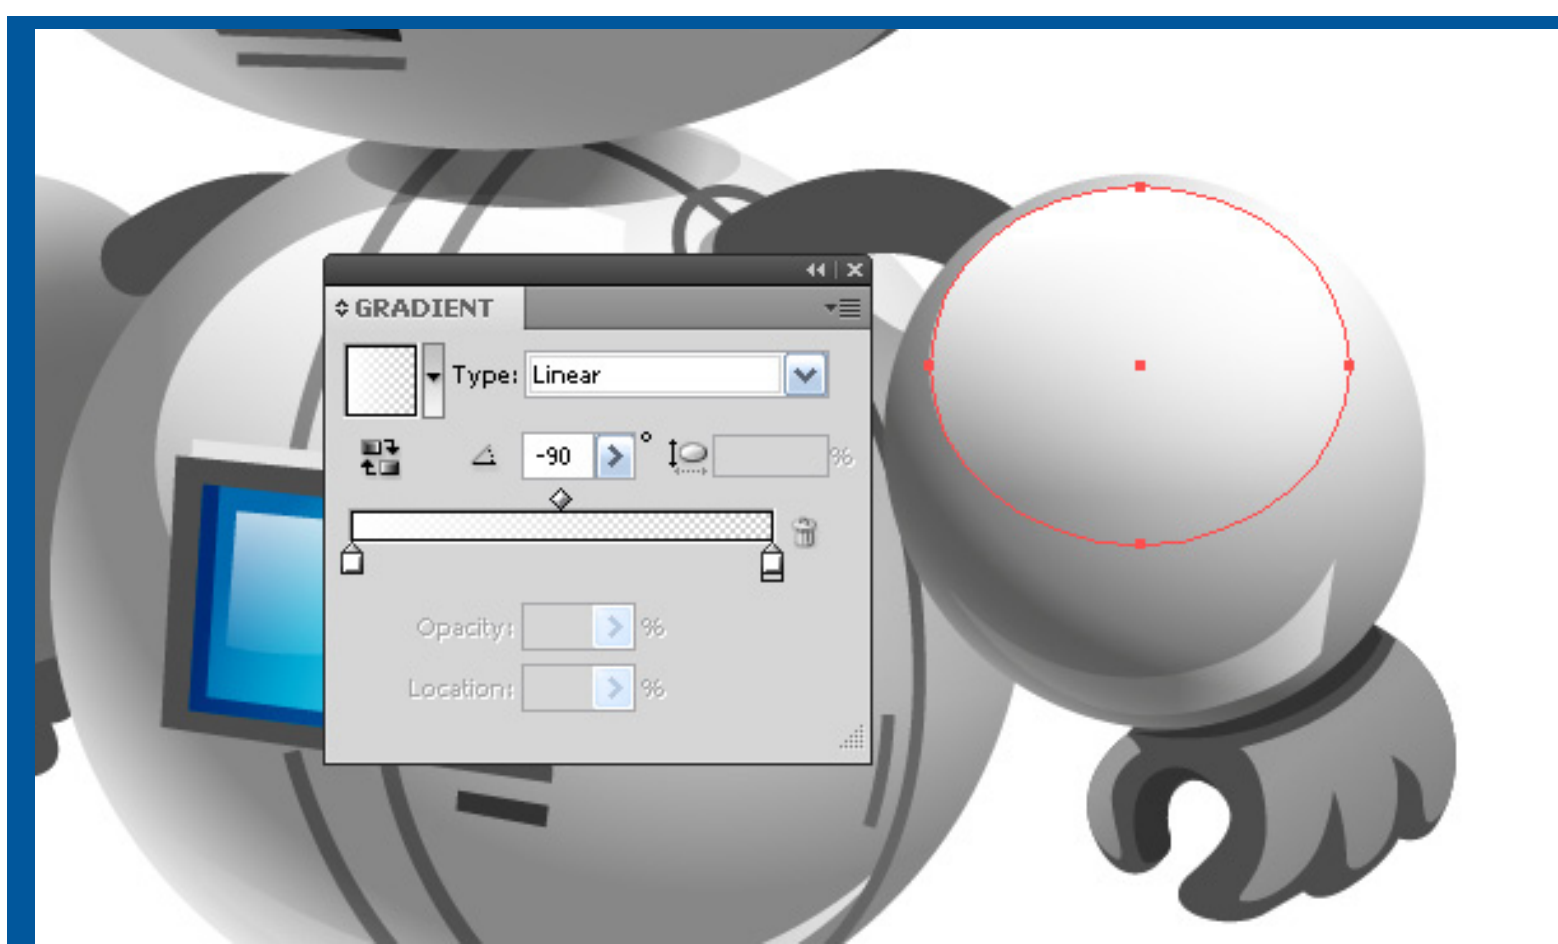 GRADIENT
Type: Linear
-90 ° %
Opacity: %
Location: %